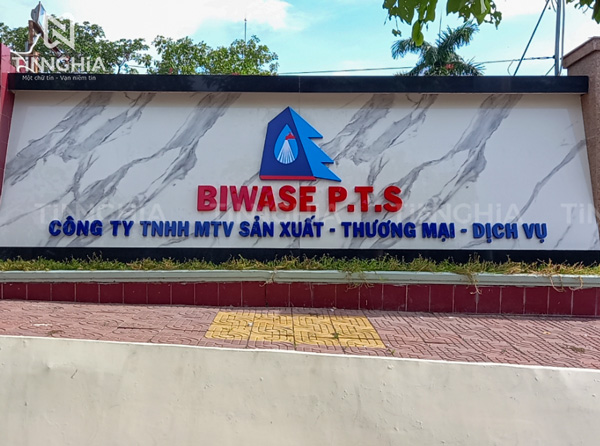 TÍN NGHĨA
Một chữ tín - Vạn niềm tin
BIWASE P.T.S
CÔNG TY TNHH MTV SẢN XUẤT - THƯƠNG MẠI - DỊCH VỤ